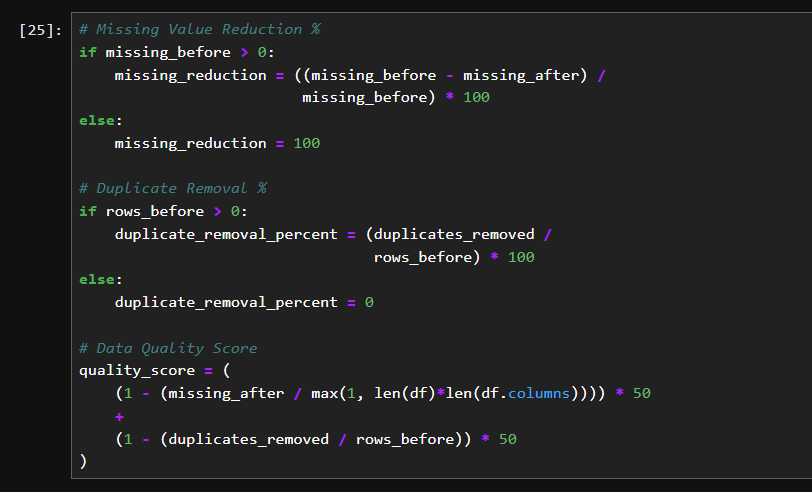 [25]:
# Missing Value Reduction %
if missing_before > 0:
    missing_reduction = ((missing_before - missing_after) /
                         missing_before) * 100
else:
    missing_reduction = 100

# Duplicate Removal %
if rows_before > 0:
    duplicate_removal_percent = (duplicates_removed /
                                 rows_before) * 100
else:
    duplicate_removal_percent = 0

# Data Quality Score
quality_score = (
    (1 - (missing_after / max(1, len(df)*len(df.columns)))) * 50
    +
    (1 - (duplicates_removed / rows_before)) * 50
)